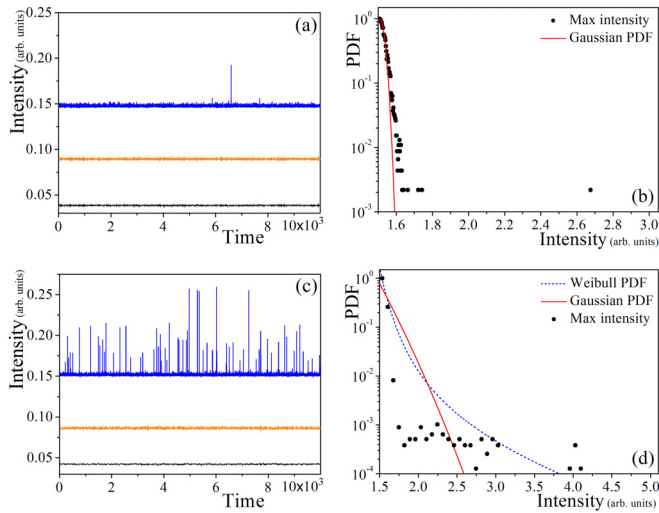 (a)
Intensity (arb. units)
0.25
0.20
0.15
0.10
0.05
0 2 4 6 8 10x10³
Time
(b)
PDF
Max intensity
Gaussian PDF
10⁰
10⁻¹
10⁻²
10⁻³
1.6 1.8 2.0 2.2 2.4 2.6 2.8 3.0
Intensity (arb. units)
(c)
Intensity (arb. units)
0.25
0.20
0.15
0.10
0.05
0 2 4 6 8 10x10³
Time
(d)
PDF
Weibull PDF
Gaussian PDF
Max intensity
10⁰
10⁻¹
10⁻²
10⁻³
10⁻⁴
1.5 2.0 2.5 3.0 3.5 4.0 4.5 5.0
Intensity (arb. units)